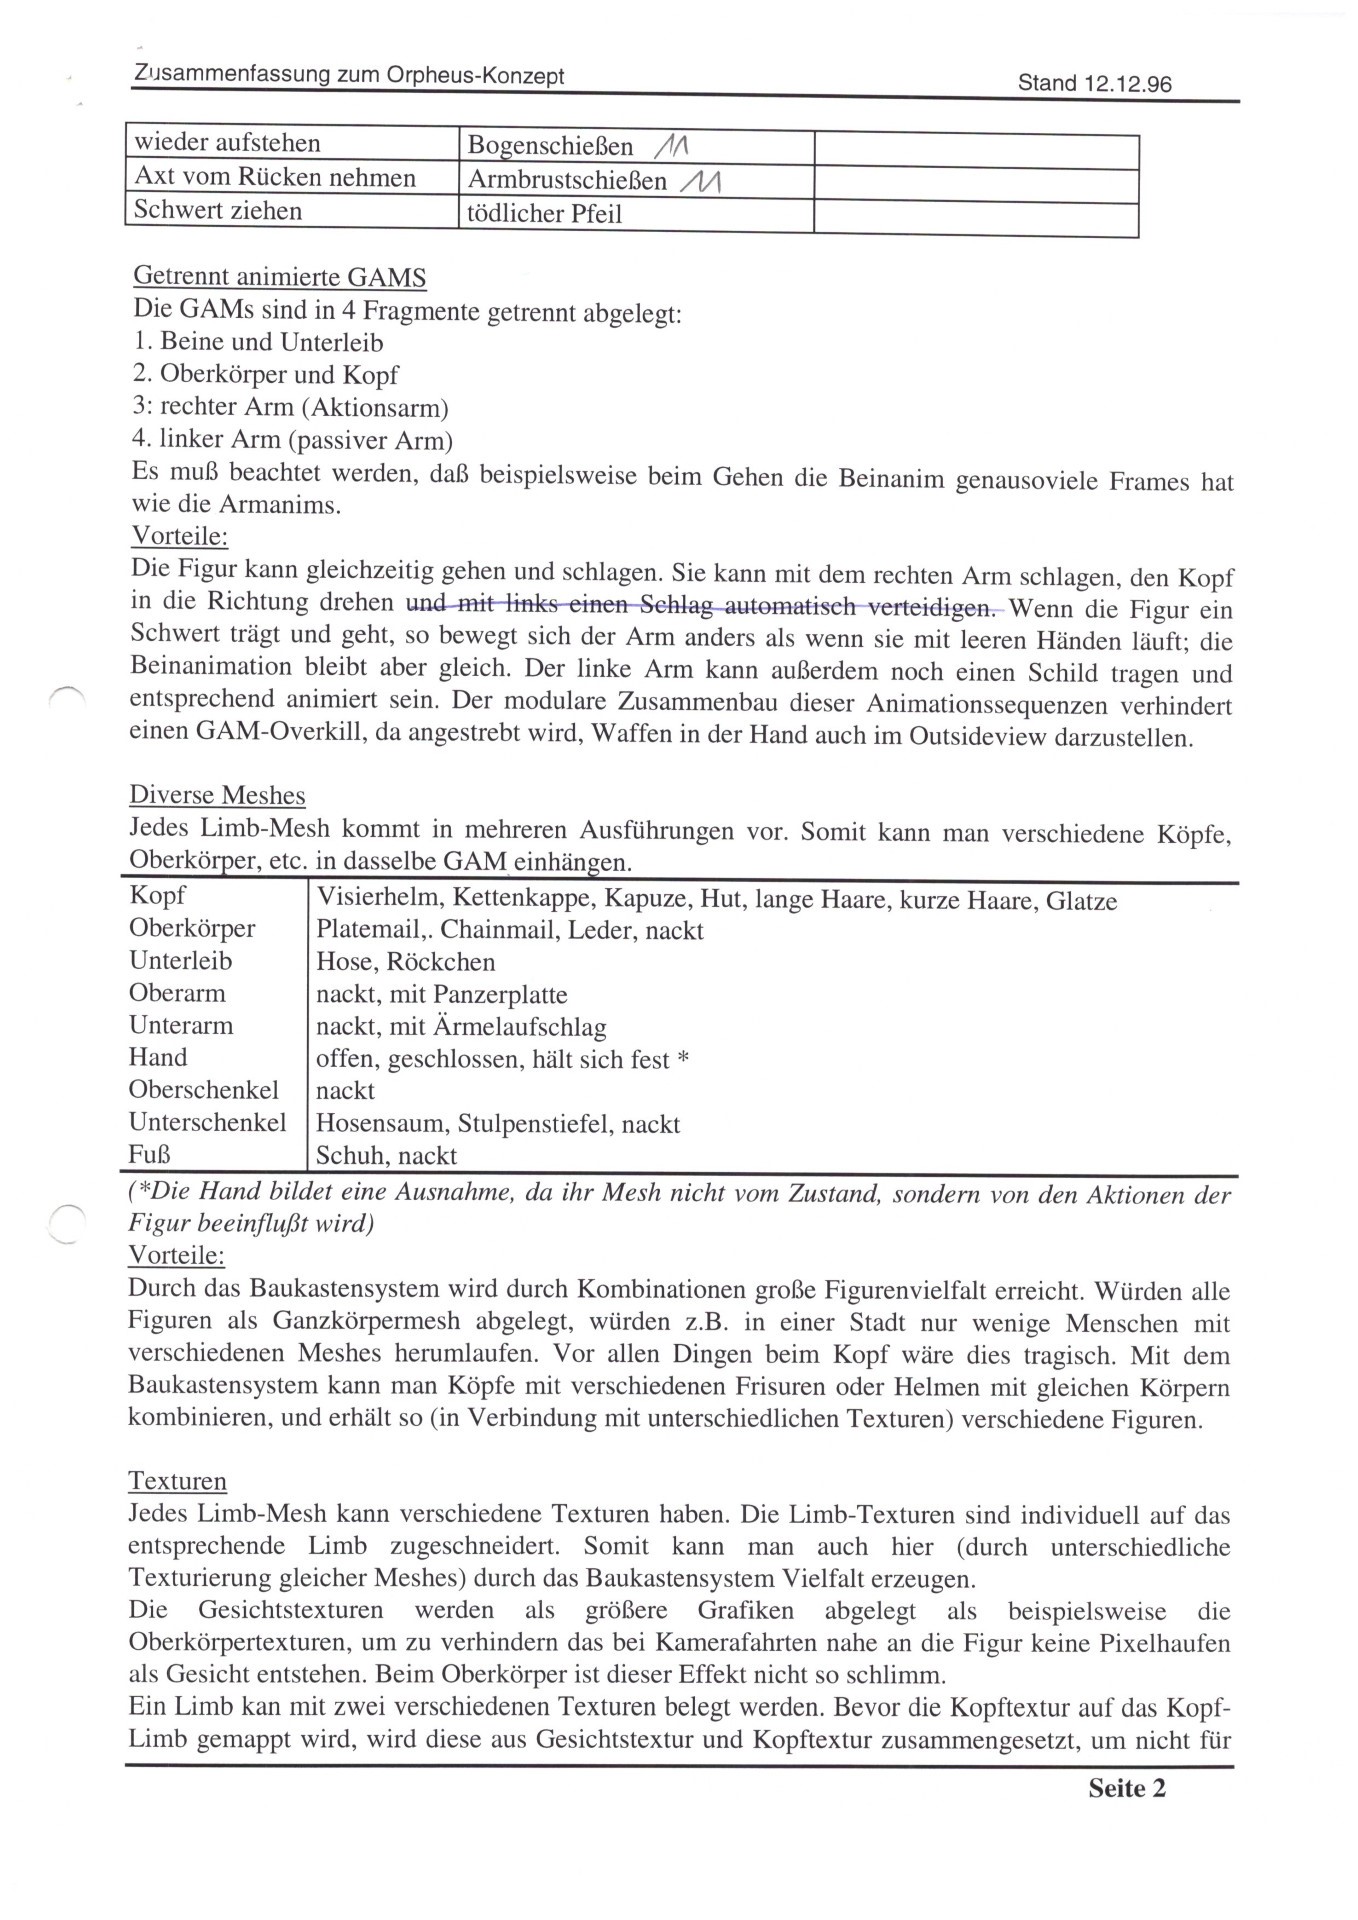 Zusammenfassung zum Orpheus-Konzept Stand 12.12.96
wieder aufstehen Bogenschießen 11
Axt vom Rücken nehmen Armbrustschießen 11
Schwert ziehen tödlicher Pfeil
Getrennt animierte GAMS
Die GAMs sind in 4 Fragmente getrennt abgelegt:
1. Beine und Unterleib
2. Oberkörper und Kopf
3: rechter Arm (Aktionsarm)
4. linker Arm (passiver Arm)
Es muß beachtet werden, daß beispielsweise beim Gehen die Beinanim genausoviele Frames hat
wie die Armanims.
Vorteile:
Die Figur kann gleichzeitig gehen und schlagen. Sie kann mit dem rechten Arm schlagen, den Kopf
in die Richtung drehen und mit links einen Schlag automatisch verteidigen. Wenn die Figur ein
Schwert trägt und geht, so bewegt sich der Arm anders als wenn sie mit leeren Händen läuft; die
Beinanimation bleibt aber gleich. Der linke Arm kann außerdem noch einen Schild tragen und
entsprechend animiert sein. Der modulare Zusammenbau dieser Animationssequenzen verhindert
einen GAM-Overkill, da angestrebt wird, Waffen in der Hand auch im Outsideview darzustellen.
Diverse Meshes
Jedes Limb-Mesh kommt in mehreren Ausführungen vor. Somit kann man verschiedene Köpfe,
Oberkörper, etc. in dasselbe GAM einhängen.
Kopf Visierhelm, Kettenkappe, Kapuze, Hut, lange Haare, kurze Haare, Glatze
Oberkörper Platemail,. Chainmail, Leder, nackt
Unterleib Hose, Röckchen
Oberarm nackt, mit Panzerplatte
Unterarm nackt, mit Ärmelaufschlag
Hand offen, geschlossen, hält sich fest *
Oberschenkel nackt
Unterschenkel Hosensaum, Stulpenstiefel, nackt
Fuß Schuh, nackt
(*Die Hand bildet eine Ausnahme, da ihr Mesh nicht vom Zustand, sondern von den Aktionen der
Figur beeinflußt wird)
Vorteile:
Durch das Baukastensystem wird durch Kombinationen große Figurenvielfalt erreicht. Würden alle
Figuren als Ganzkörpermesh abgelegt, würden z.B. in einer Stadt nur wenige Menschen mit
verschiedenen Meshes herumlaufen. Vor allen Dingen beim Kopf wäre dies tragisch. Mit dem
Baukastensystem kann man Köpfe mit verschiedenen Frisuren oder Helmen mit gleichen Körpern
kombinieren, und erhält so (in Verbindung mit unterschiedlichen Texturen) verschiedene Figuren.
Texturen
Jedes Limb-Mesh kann verschiedene Texturen haben. Die Limb-Texturen sind individuell auf das
entsprechende Limb zugeschneidert. Somit kann man auch hier (durch unterschiedliche
Texturierung gleicher Meshes) durch das Baukastensystem Vielfalt erzeugen.
Die Gesichtstexturen werden als größere Grafiken abgelegt als beispielsweise die
Oberkörpertexturen, um zu verhindern das bei Kamerafahrten nahe an die Figur keine Pixelhaufen
als Gesicht entstehen. Beim Oberkörper ist dieser Effekt nicht so schlimm.
Ein Limb kan mit zwei verschiedenen Texturen belegt werden. Bevor die Kopftextur auf das Kopf-
Limb gemappt wird, wird diese aus Gesichtstextur und Kopftextur zusammengesetzt, um nicht für
Seite 2